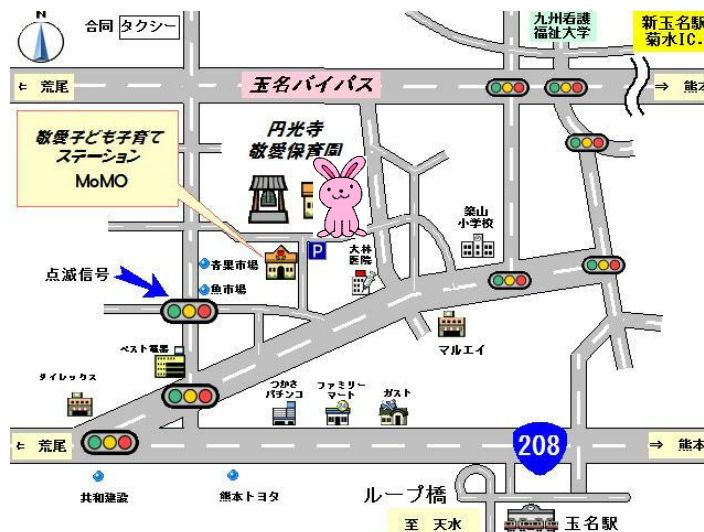 N
合同 タクシー
九州看護
福祉大学
新玉名駅
菊水IC.
← 荒尾
玉名バイパス
⇒ 熊本
敬愛子ども子育て
ステーション
MoMO
円光寺
敬愛保育園
築山
小学校
P
大林
医院
青果市場
魚市場
点滅信号
マルエイ
ベスト電器
ダイレックス
つかさ
パチンコ
ファミリー
マート
ガスト
← 荒尾
208
⇒ 熊本
共和建設
熊本トヨタ
ループ橋
至 天水
玉名駅